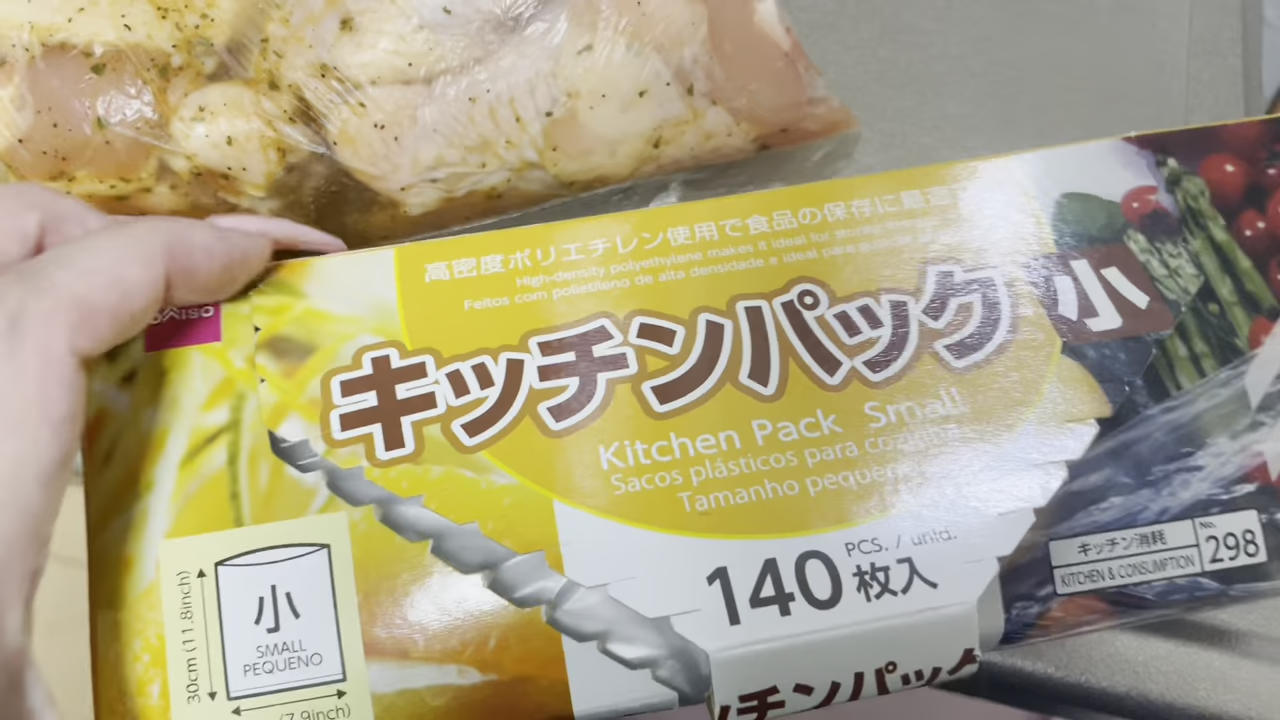 高密度ポリエチレン使用で食品の保存に最適
High-density polyethylene makes it ideal for
Feitos com polietileno de alta densidade e ideal para
DAISO
キッチンパック 小
Kitchen Pack Small
Sacos plásticos para cozinha
Tamanho pequeno
140 PCS. / unid.
枚入
キッチン消耗
KITCHEN & CONSUMPTION
No.
298
30cm (11.8inch)
小
SMALL
PEQUENO
(7.9inch)
チンパック